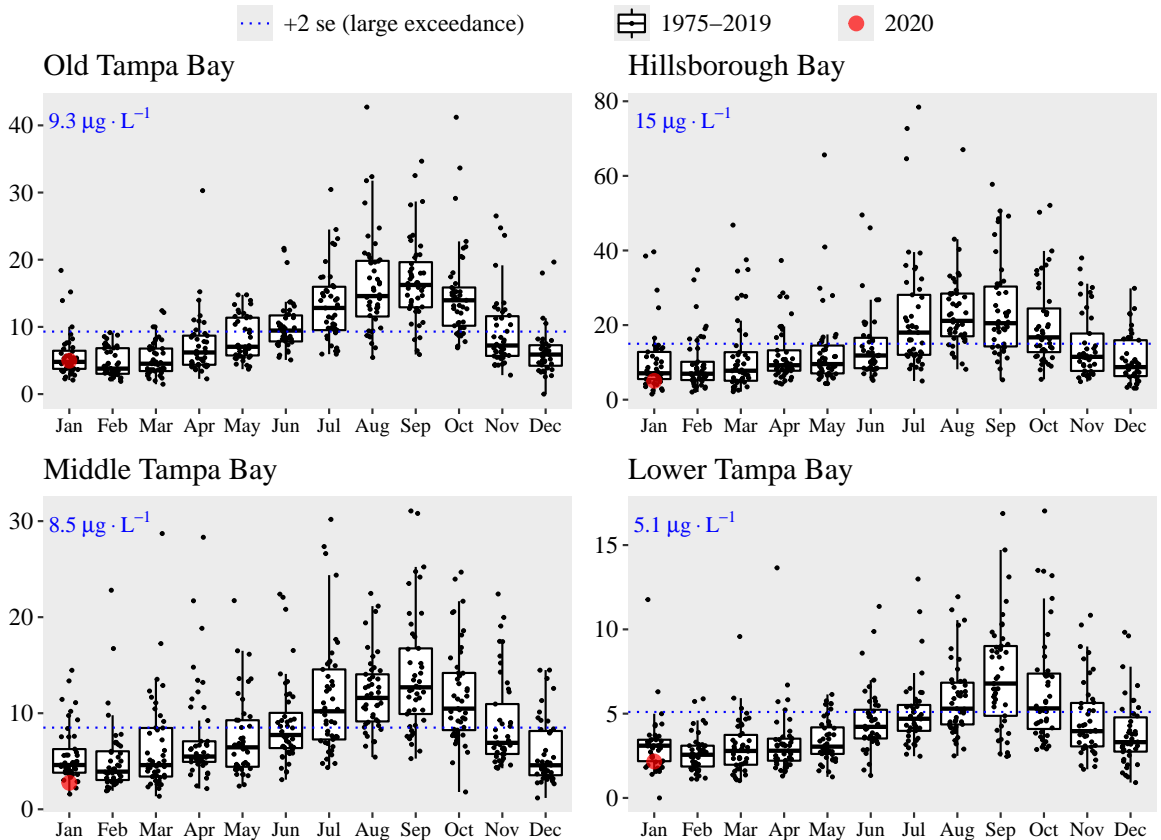 +2 se (large exceedance) 1975–2019 2020
Old Tampa Bay
9.3 μg · L⁻¹
40
30
20
10
0
Jan Feb Mar Apr May Jun Jul Aug Sep Oct Nov Dec
Hillsborough Bay
15 μg · L⁻¹
80
60
40
20
0
Jan Feb Mar Apr May Jun Jul Aug Sep Oct Nov Dec
Middle Tampa Bay
8.5 μg · L⁻¹
30
20
10
0
Jan Feb Mar Apr May Jun Jul Aug Sep Oct Nov Dec
Lower Tampa Bay
5.1 μg · L⁻¹
15
10
5
0
Jan Feb Mar Apr May Jun Jul Aug Sep Oct Nov Dec